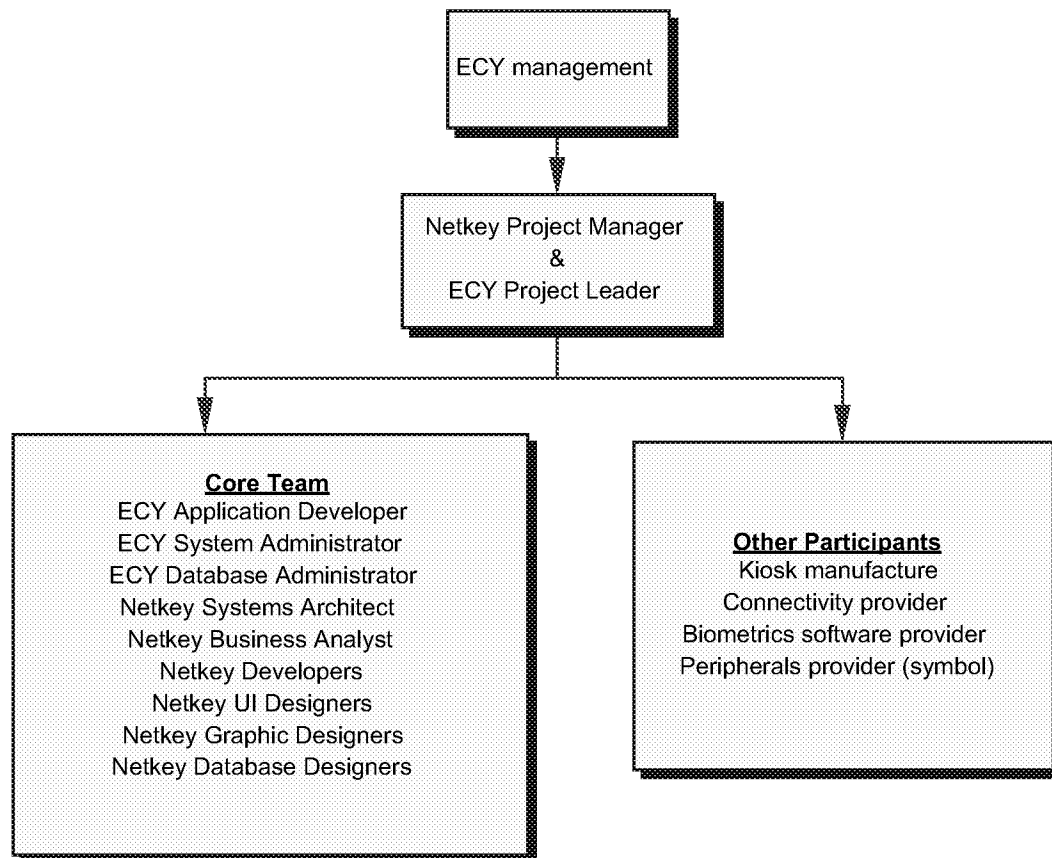 ECY management
Netkey Project Manager
&
ECY Project Leader
Core Team
ECY Application Developer
ECY System Administrator
ECY Database Administrator
Netkey Systems Architect
Netkey Business Analyst
Netkey Developers
Netkey UI Designers
Netkey Graphic Designers
Netkey Database Designers
Other Participants
Kiosk manufacture
Connectivity provider
Biometrics software provider
Peripherals provider (symbol)